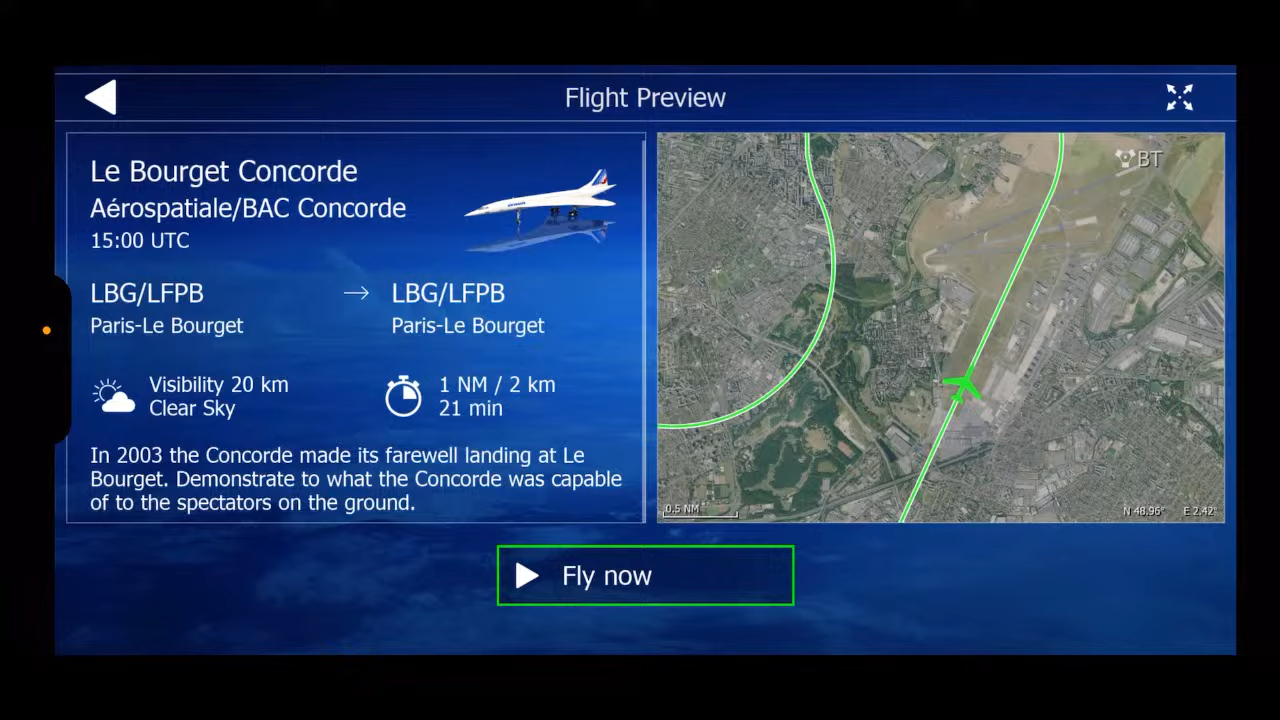 Flight Preview
Le Bourget Concorde
Aérospatiale/BAC Concorde
15:00 UTC
LBG/LFPB → LBG/LFPB
Paris-Le Bourget Paris-Le Bourget
Visibility 20 km
Clear Sky
1 NM / 2 km
21 min
In 2003 the Concorde made its farewell landing at Le
Bourget. Demonstrate to what the Concorde was capable
of to the spectators on the ground.
BT
0.5 NM
N 48.96° E 2.42°
Fly now